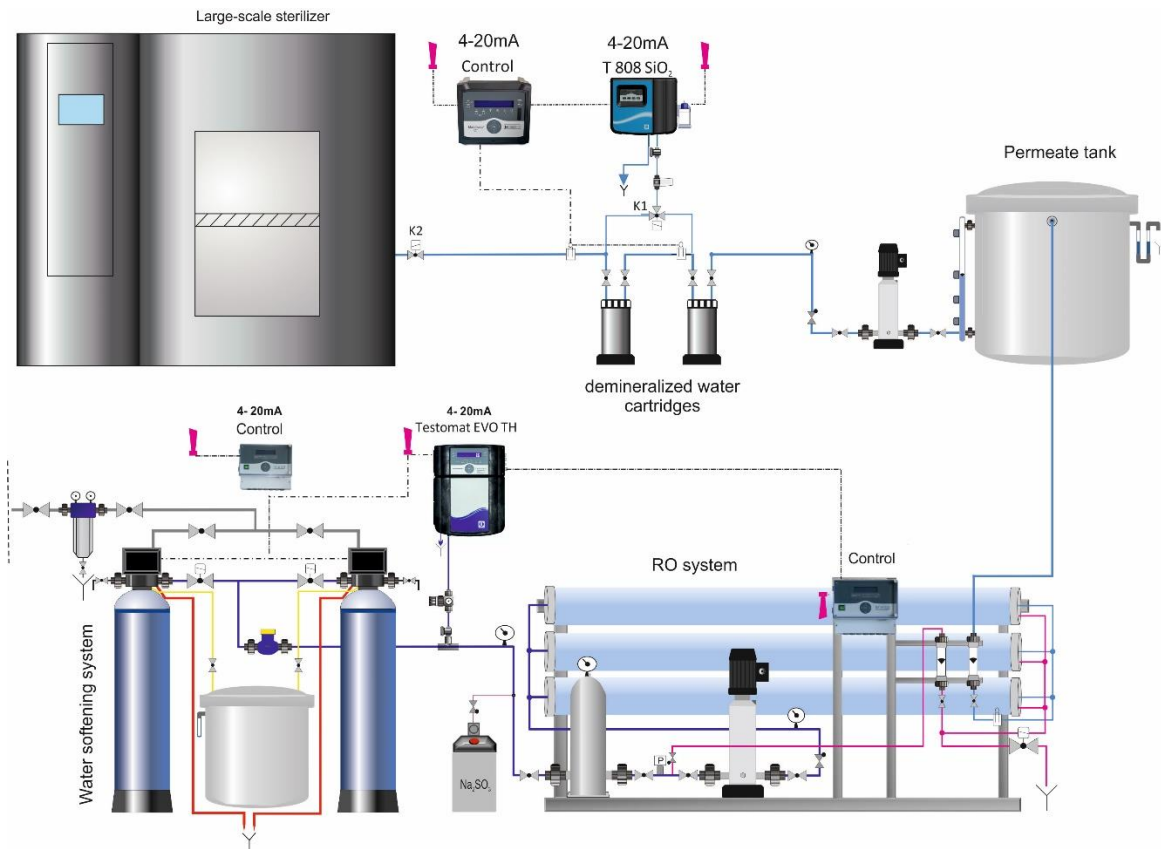 Large-scale sterilizer
4-20mA
Control
4-20mA
T 808 SiO₂
Permeate tank
K1
K2
demineralized water
cartridges
4- 20mA
Control
4- 20mA
Testomat EVO TH
Control
RO system
Water softening system
P